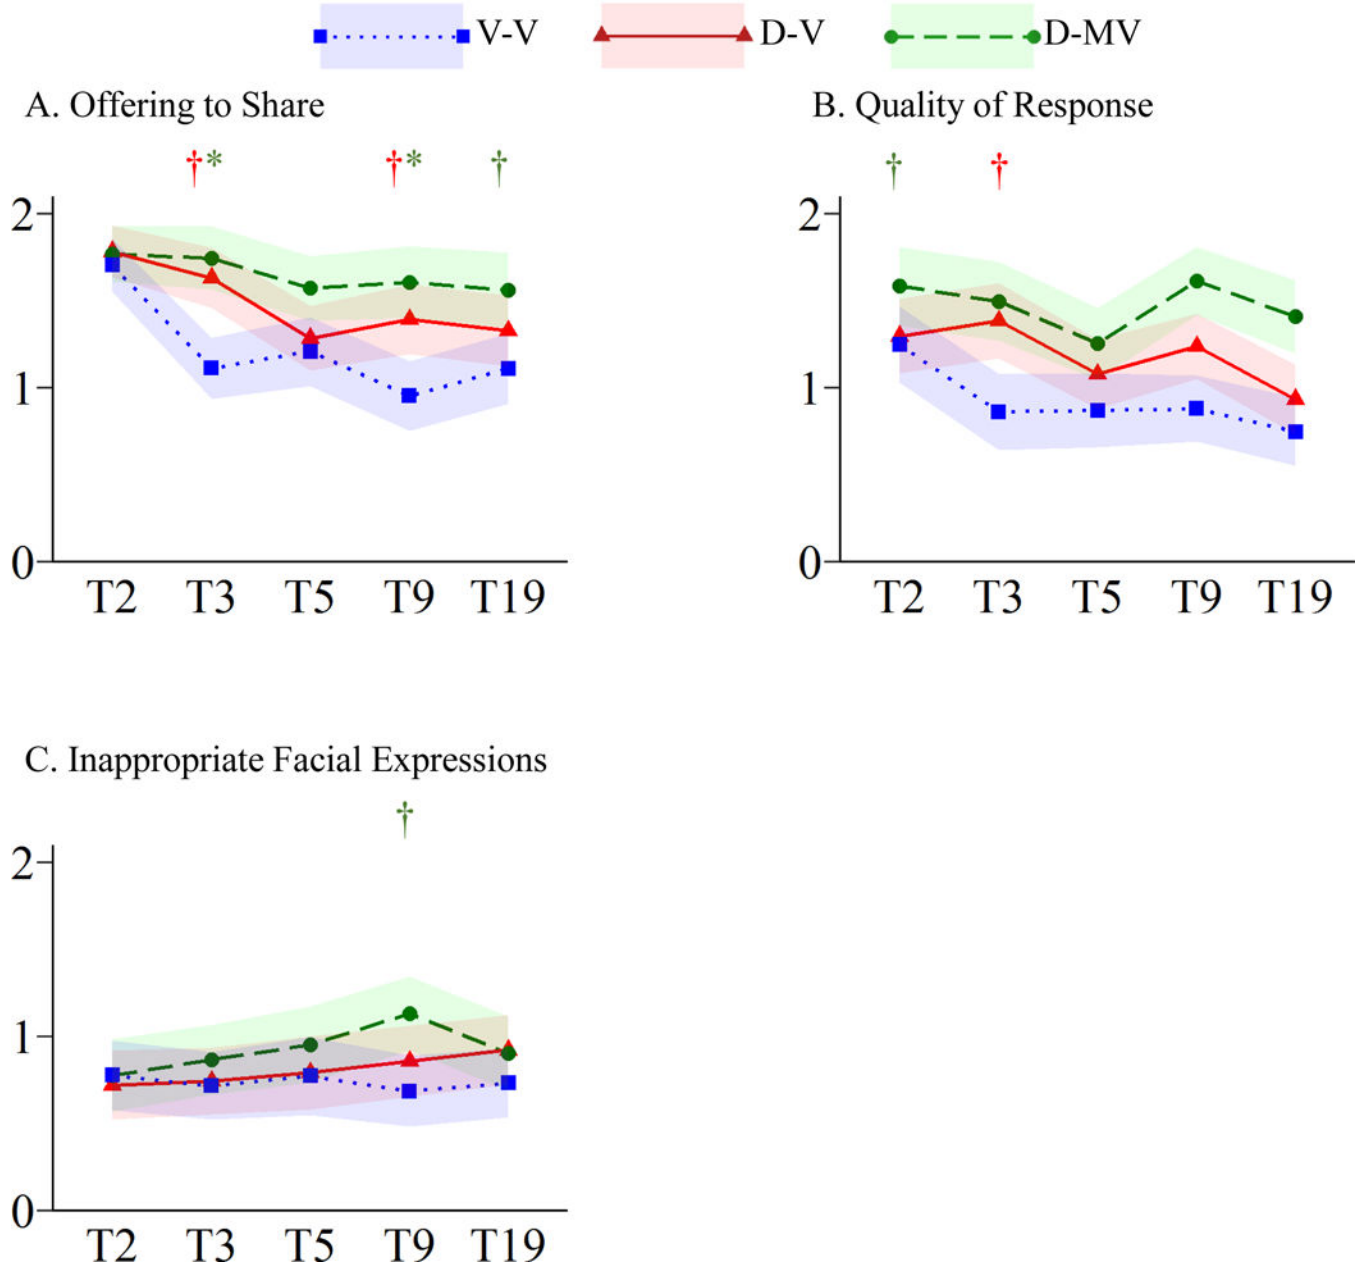 V-V D-V D-MV
A. Offering to share
†* †* †
2
1
0
T2 T3 T5 T9 T19
B. Quality of Response
† †
2
1
0
T2 T3 T5 T9 T19
C. Inappropriate Facial Expressions
†
2
1
0
T2 T3 T5 T9 T19